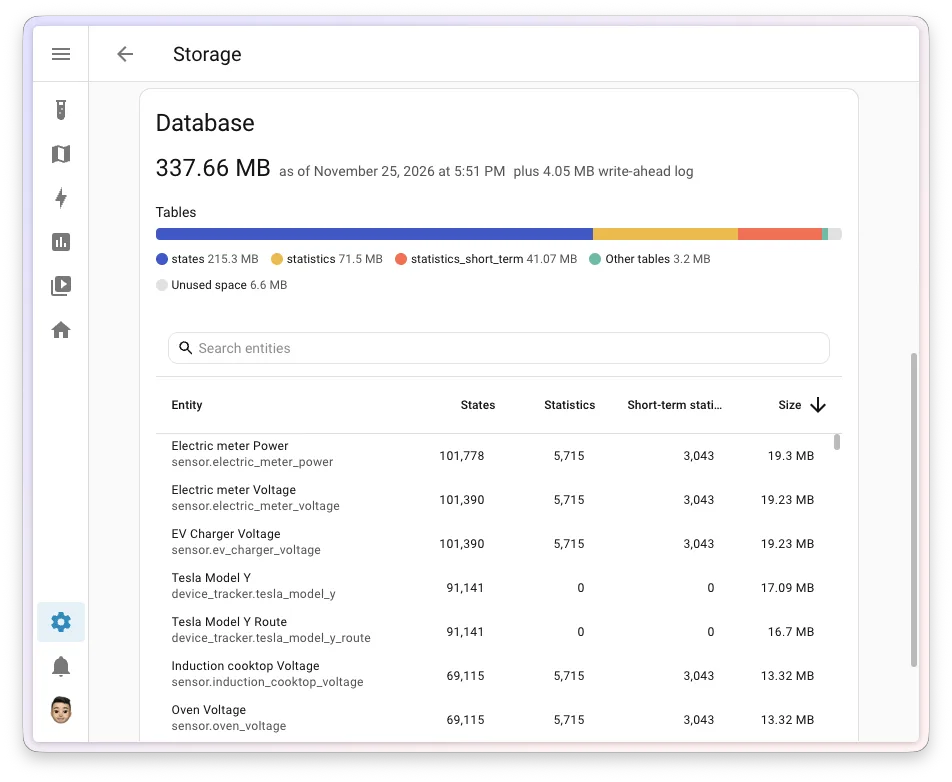 Storage
Database
337.66 MB as of November 25, 2026 at 5:51 PM plus 4.05 MB write-ahead log
Tables
states 215.3 MB statistics 71.5 MB statistics_short_term 41.07 MB Other tables 3.2 MB
Unused space 6.6 MB
Search entities
Entity States Statistics Short-term stati... Size
Electric meter Power
sensor.electric_meter_power 101,778 5,715 3,043 19.3 MB
Electric meter Voltage
sensor.electric_meter_voltage 101,390 5,715 3,043 19.23 MB
EV Charger Voltage
sensor.ev_charger_voltage 101,390 5,715 3,043 19.23 MB
Tesla Model Y
device_tracker.tesla_model_y 91,141 0 0 17.09 MB
Tesla Model Y Route
device_tracker.tesla_model_y_route 91,141 0 0 16.7 MB
Induction cooktop Voltage
sensor.induction_cooktop_voltage 69,115 5,715 3,043 13.32 MB
Oven Voltage
sensor.oven_voltage 69,115 5,715 3,043 13.32 MB